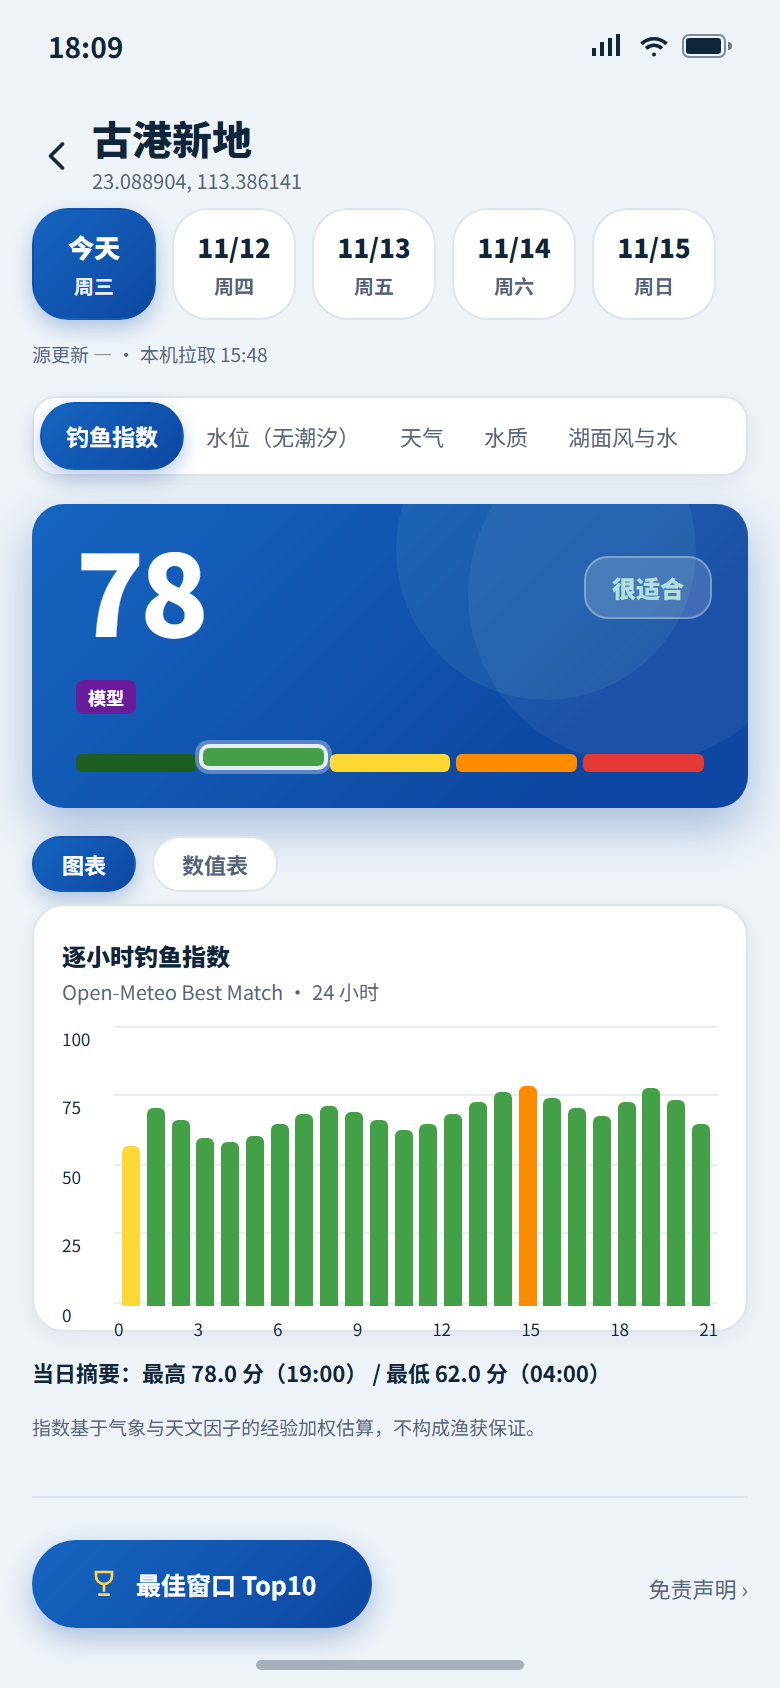 18:09
古港新地
23.088904, 113.386141
今天
周三
11/12
周四
11/13
周五
11/14
周六
11/15
周日
源更新 — · 本机拉取 15:48
钓鱼指数
水位（无潮汐）
天气
水质
湖面风与水
78
很适合
模型
图表
数值表
逐小时钓鱼指数
Open-Meteo Best Match · 24 小时
100
75
50
25
0
0 3 6 9 12 15 18 21
当日摘要：最高 78.0 分（19:00） / 最低 62.0 分（04:00）
指数基于气象与天文因子的经验加权估算，不构成渔获保证。
最佳窗口 Top10
免责声明 ›